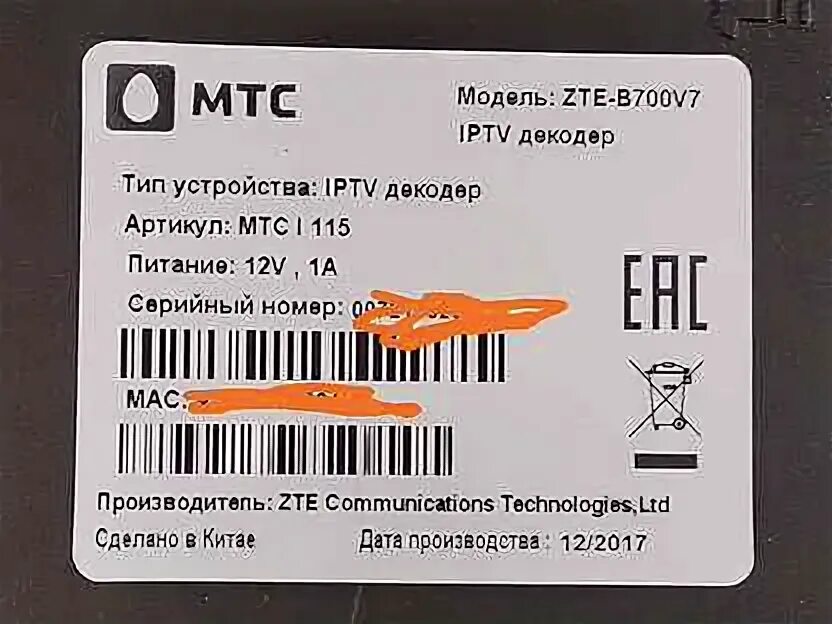 МТС
Модель: ZTE-B700V7
IPTV декодер
Тип устройства: IPTV декодер
Артикул: МТС I 115
Питание: 12V , 1A
Серийный номер:
MAC:
EAC
Производитель: ZTE Communications Technologies,Ltd
Сделано в Китае
Дата производства : 12/2017